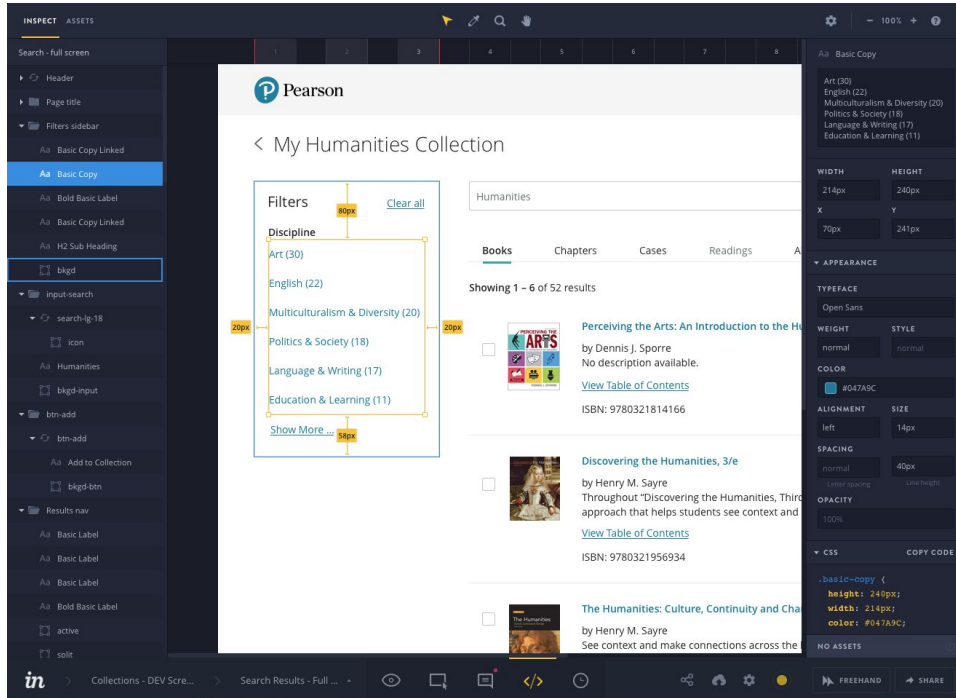 INSPECT ASSETS
− 100% +
Search - full screen
Header
Page title
Filters sidebar
Aa Basic Copy Linked
Aa Basic Copy
Aa Bold Basic Label
Aa Basic Copy Linked
Aa H2 Sub Heading
bkgd
input-search
search-lg-18
icon
Aa Humanities
bkgd-input
btn-add
btn-add
Aa Add to Collection
bkgd-btn
Results nav
Aa Basic Label
Aa Basic Label
Aa Basic Label
Aa Bold Basic Label
active
split
1 2 3 4 5 6 7 8
P Pearson
< My Humanities Collection
Filters
Clear all
80px
Discipline
Art (30)
English (22)
Multiculturalism & Diversity (20)
20px
20px
Politics & Society (18)
Language & Writing (17)
Education & Learning (11)
Show More ...
58px
Humanities
Books Chapters Cases Readings A
Showing 1 – 6 of 52 results
PERCEIVING THE
ARTS
Perceiving the Arts: An Introduction to the Hu
by Dennis J. Sporre
No description available.
View Table of Contents
ISBN: 9780321814166
Discovering the Humanities, 3/e
by Henry M. Sayre
Throughout "Discovering the Humanities, Third
approach that helps students see context and
View Table of Contents
ISBN: 9780321956934
The Humanities
The Humanities: Culture, Continuity and Cha
by Henry M. Sayre
See context and make connections across the
Aa Basic Copy
Art (30)
English (22)
Multiculturalism & Diversity (20)
Politics & Society (18)
Language & Writing (17)
Education & Learning (11)
WIDTH HEIGHT
214px 240px
X Y
70px 241px
APPEARANCE
TYPEFACE
Open Sans
WEIGHT STYLE
normal normal
COLOR
#047A9C
ALIGNMENT SIZE
left 14px
SPACING
normal 40px
Letter spacing Line height
OPACITY
100%
CSS COPY CODE
.basic-copy {
height: 240px;
width: 214px;
color: #047A9C;
NO ASSETS
in
Collections - DEV Scre...
Search Results - Full ...
</>
FREEHAND
SHARE